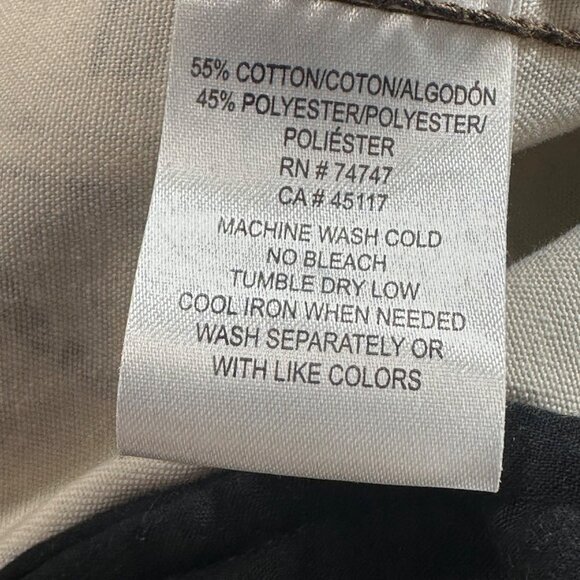 55% COTTON/COTON/ALGODÓN
45% POLYESTER/POLYESTER/
POLIÉSTER
RN # 74747
CA # 45117
MACHINE WASH COLD
NO BLEACH
TUMBLE DRY LOW
COOL IRON WHEN NEEDED
WASH SEPARATELY OR
WITH LIKE COLORS